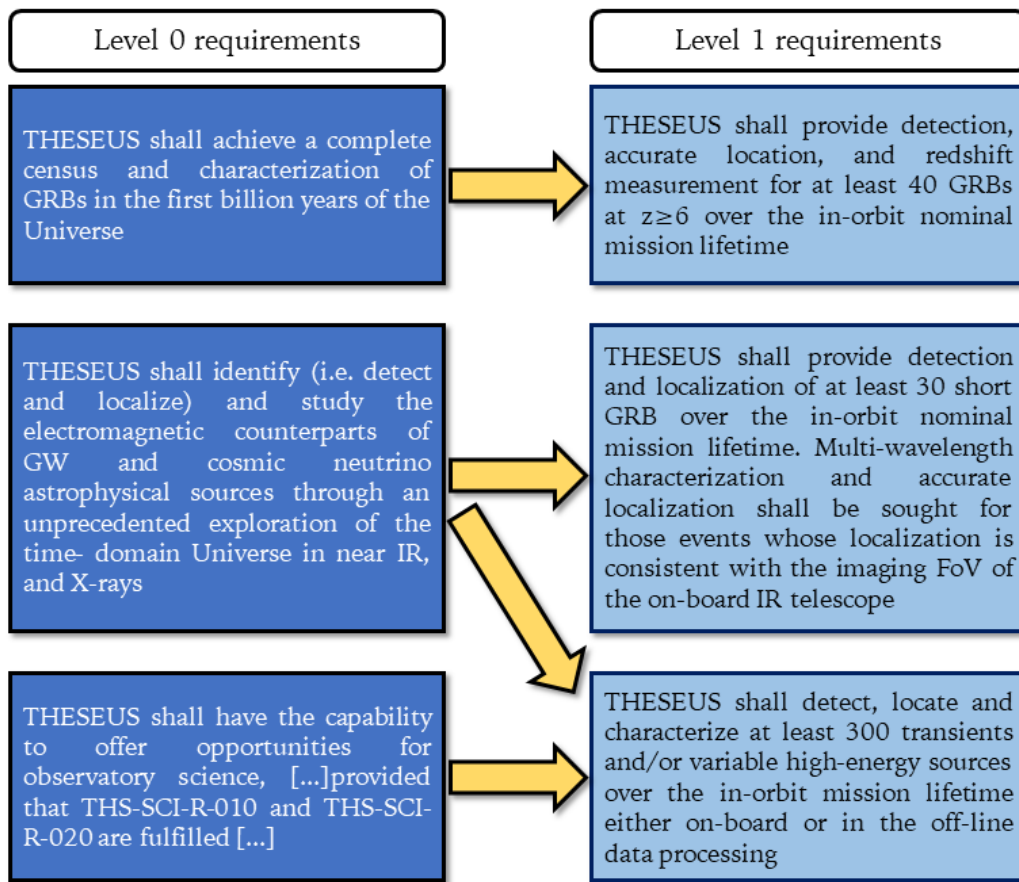 Level 0 requirements
Level 1 requirements
THESEUS shall achieve a complete
census and characterization of
GRBs in the first billion years of the
Universe
THESEUS shall provide detection,
accurate location, and redshift
measurement for at least 40 GRBs
at z≥6 over the in-orbit nominal
mission lifetime
THESEUS shall identify (i.e. detect
and localize) and study the
electromagnetic counterparts of
GW and cosmic neutrino
astrophysical sources through an
unprecedented exploration of the
time- domain Universe in near IR,
and X-rays
THESEUS shall provide detection
and localization of at least 30 short
GRB over the in-orbit nominal
mission lifetime. Multi-wavelength
characterization and accurate
localization shall be sought for
those events whose localization is
consistent with the imaging FoV of
the on-board IR telescope
THESEUS shall have the capability
to offer opportunities for
observatory science, [...]provided
that THS-SCI-R-010 and THS-SCI-
R-020 are fulfilled [...]
THESEUS shall detect, locate and
characterize at least 300 transients
and/or variable high-energy sources
over the in-orbit mission lifetime
either on-board or in the off-line
data processing